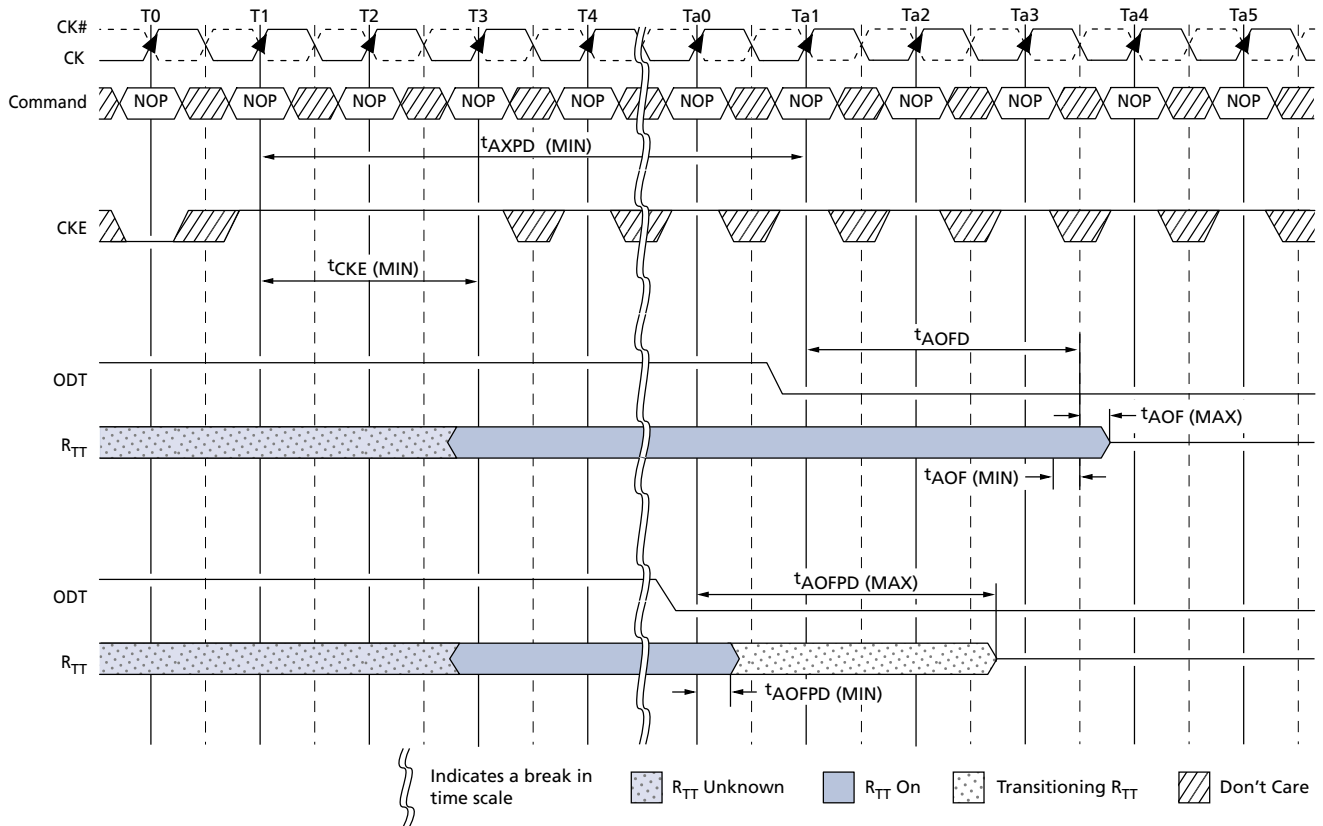 T0 T1 T2 T3 T4 Ta0 Ta1 Ta2 Ta3 Ta4 Ta5
CK#
CK
Command NOP NOP NOP NOP NOP NOP NOP NOP NOP NOP NOP
tAXPD (MIN)
CKE
tCKE (MIN)
tAOFD
ODT
tAOF (MAX)
RTT
tAOF (MIN)
tAOFPD (MAX)
ODT
RTT
tAOFPD (MIN)
Indicates a break in
time scale
RTT Unknown
RTT On
Transitioning RTT
Don't Care